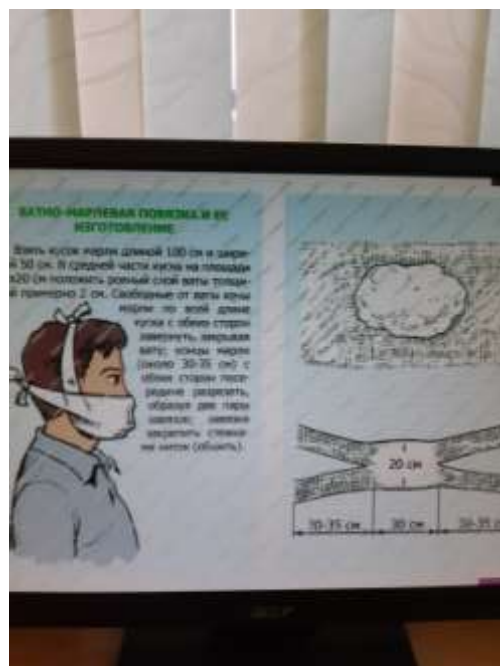 ВАТНО-МАРЛЕВАЯ ПОВЯЗКА И ЕЕ
ИЗГОТОВЛЕНИЕ
Взять кусок марли длиной 100 см и шири-
50 см. В средней части куска на площади
х20 см положить ровный слой ваты толщи-
примерно 2 см. Свободные от ваты концы
марли по всей длине
куска с обеих сторон
завернуть, закрывая
вату; концы марли
(около 30-35 см) с
обеих сторон посе-
редине разрезать,
образуя две пары
завязок; завязки
закрепить стежка-
ми ниток (обшить).
20 см
30-35 см
30 см
30-35 см
acer